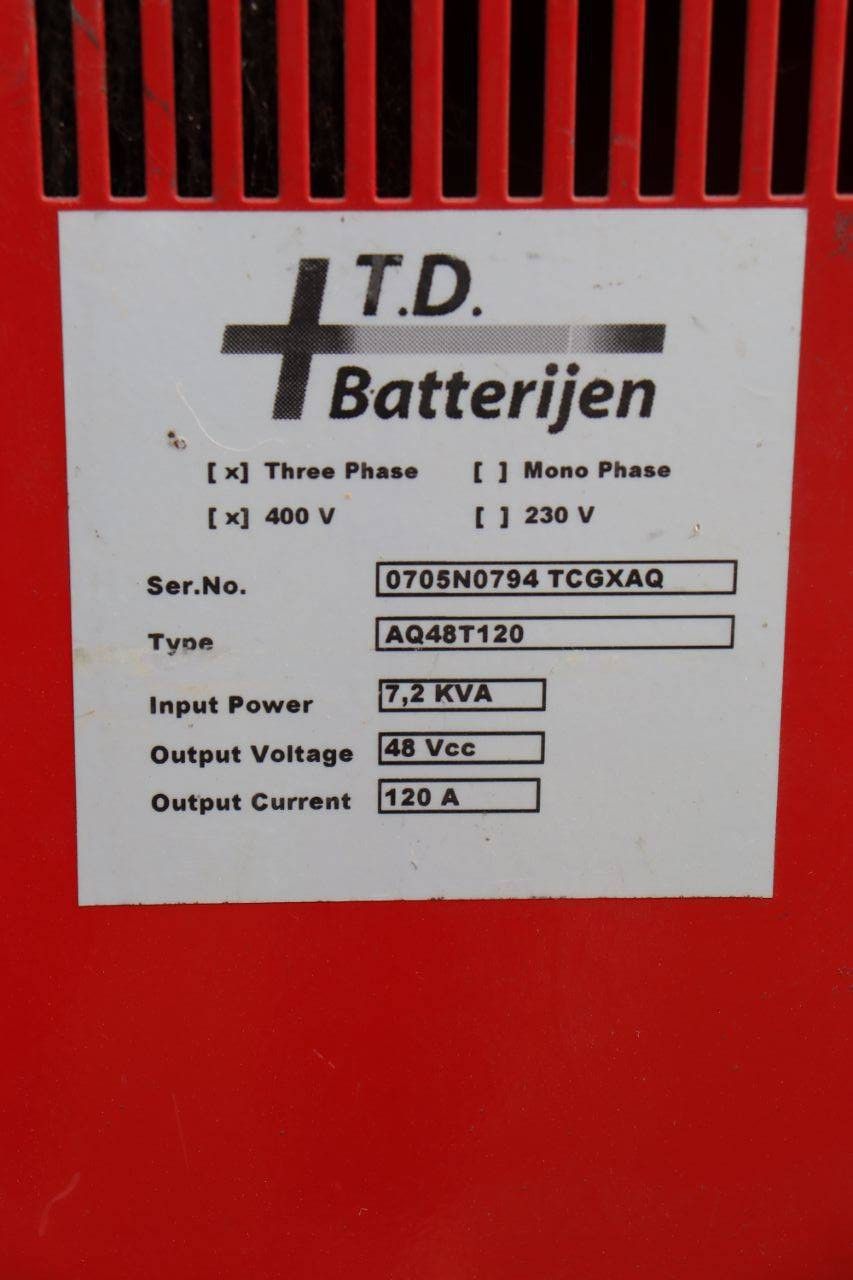 T.D.
Batterijen
[ x] Three Phase [ ] Mono Phase
[ x] 400 V [ ] 230 V
Ser.No. 0705N0794 TCGXAQ
Type AQ48T120
Input Power 7,2 KVA
Output Voltage 48 Vcc
Output Current 120 A